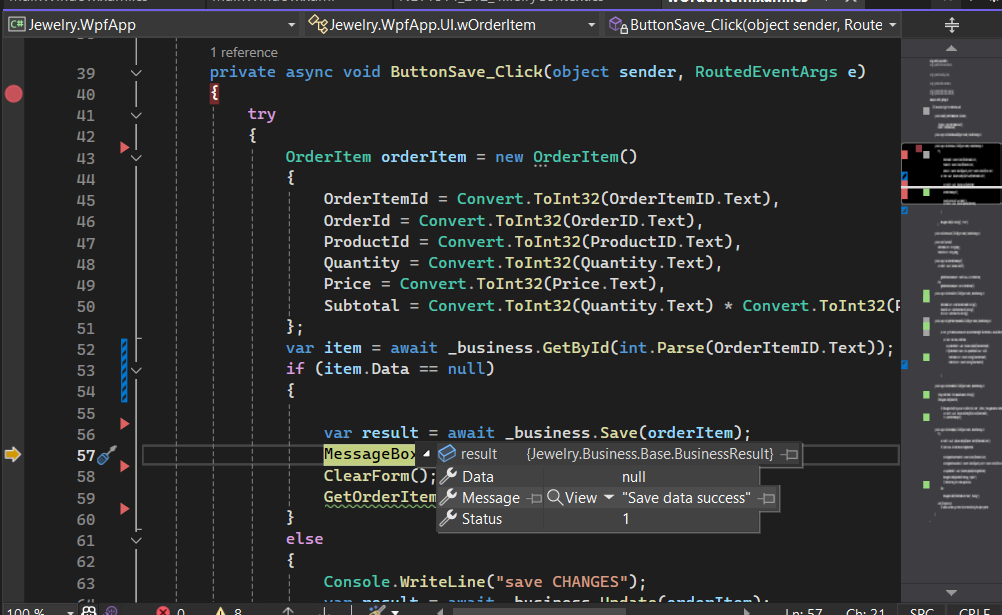 Jewelry.WpfApp Jewelry.WpfApp.UI.wOrderItem ButtonSave_Click(object sender, Route
1 reference
39 private async void ButtonSave_Click(object sender, RoutedEventArgs e)
40 {
41 try
42 {
43 OrderItem orderItem = new OrderItem()
44 {
45 OrderItemId = Convert.ToInt32(OrderItemID.Text),
46 OrderId = Convert.ToInt32(OrderID.Text),
47 ProductId = Convert.ToInt32(ProductID.Text),
48 Quantity = Convert.ToInt32(Quantity.Text),
49 Price = Convert.ToInt32(Price.Text),
50 Subtotal = Convert.ToInt32(Quantity.Text) * Convert.ToInt32(P
51 };
52 var item = await _business.GetById(int.Parse(OrderItemID.Text));
53 if (item.Data == null)
54 {
55
56 var result = await _business.Save(orderItem);
57 MessageBox result {Jewelry.Business.Base.BusinessResult}
58 ClearForm(); Data null
59 GetOrderItem Message View "Save data success"
60 } Status 1
61 else
62 {
63 Console.WriteLine("save CHANGES");
var result = await _business.Update(orderItem);
100 % 0 8 Ln: 57 Ch: 21 SPC CRLF